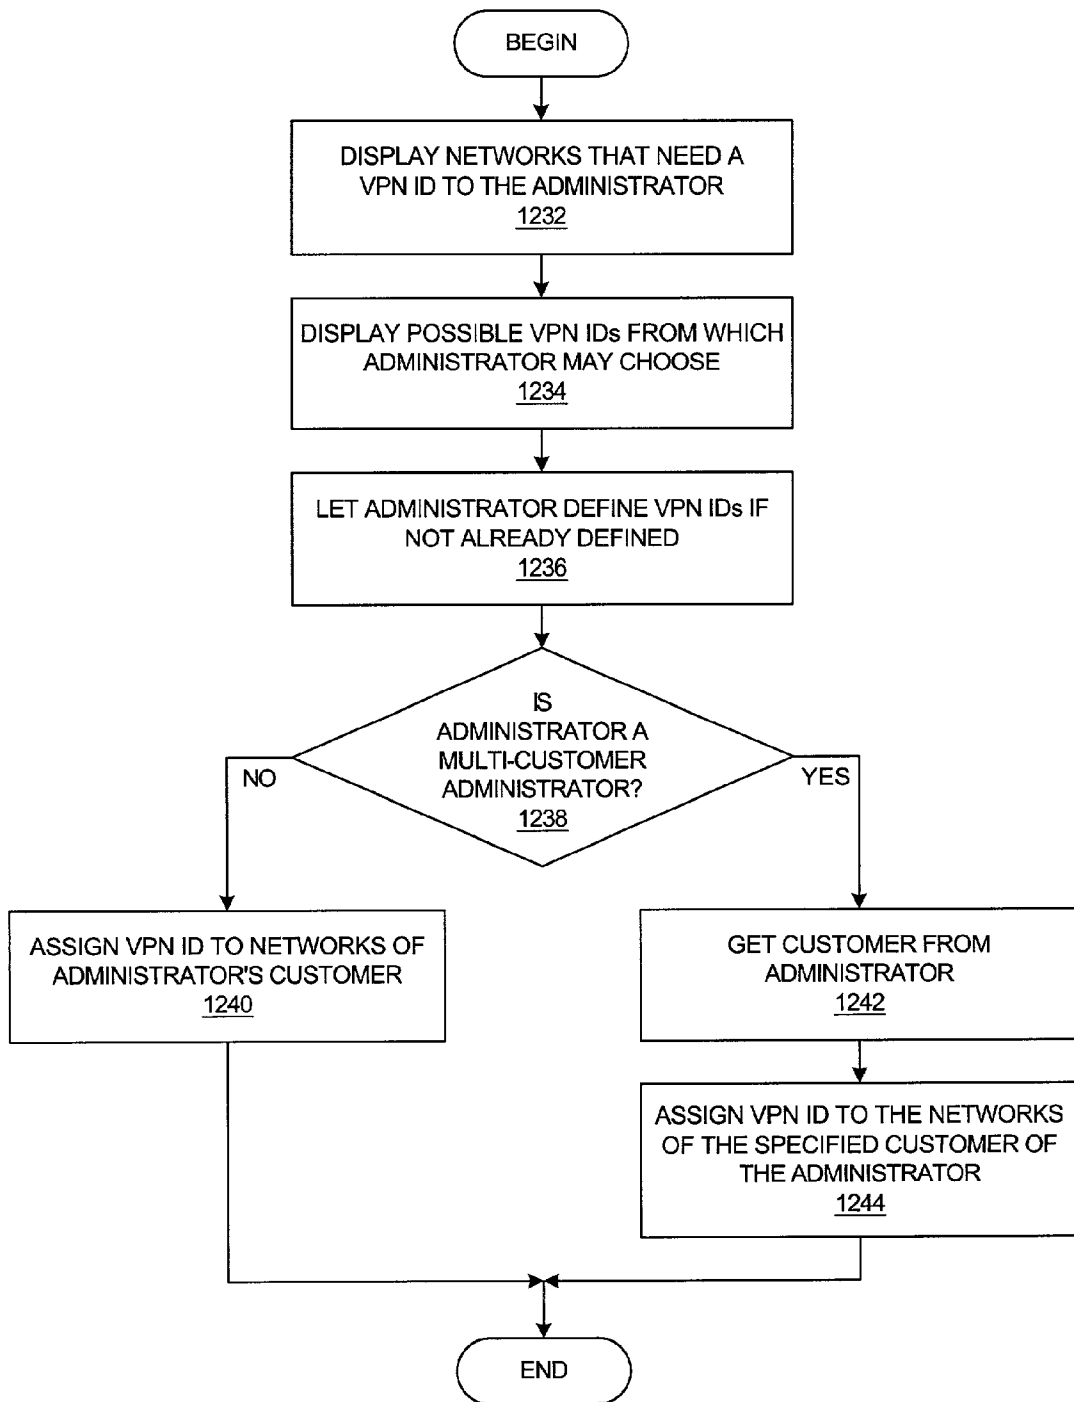 BEGIN
DISPLAY NETWORKS THAT NEED A
VPN ID TO THE ADMINISTRATOR
1232
DISPLAY POSSIBLE VPN IDs FROM WHICH
ADMINISTRATOR MAY CHOOSE
1234
LET ADMINISTRATOR DEFINE VPN IDs IF
NOT ALREADY DEFINED
1236
IS
ADMINISTRATOR A
MULTI-CUSTOMER
ADMINISTRATOR?
1238
NO
YES
ASSIGN VPN ID TO NETWORKS OF
ADMINISTRATOR'S CUSTOMER
1240
GET CUSTOMER FROM
ADMINISTRATOR
1242
ASSIGN VPN ID TO THE NETWORKS
OF THE SPECIFIED CUSTOMER OF
THE ADMINISTRATOR
1244
END